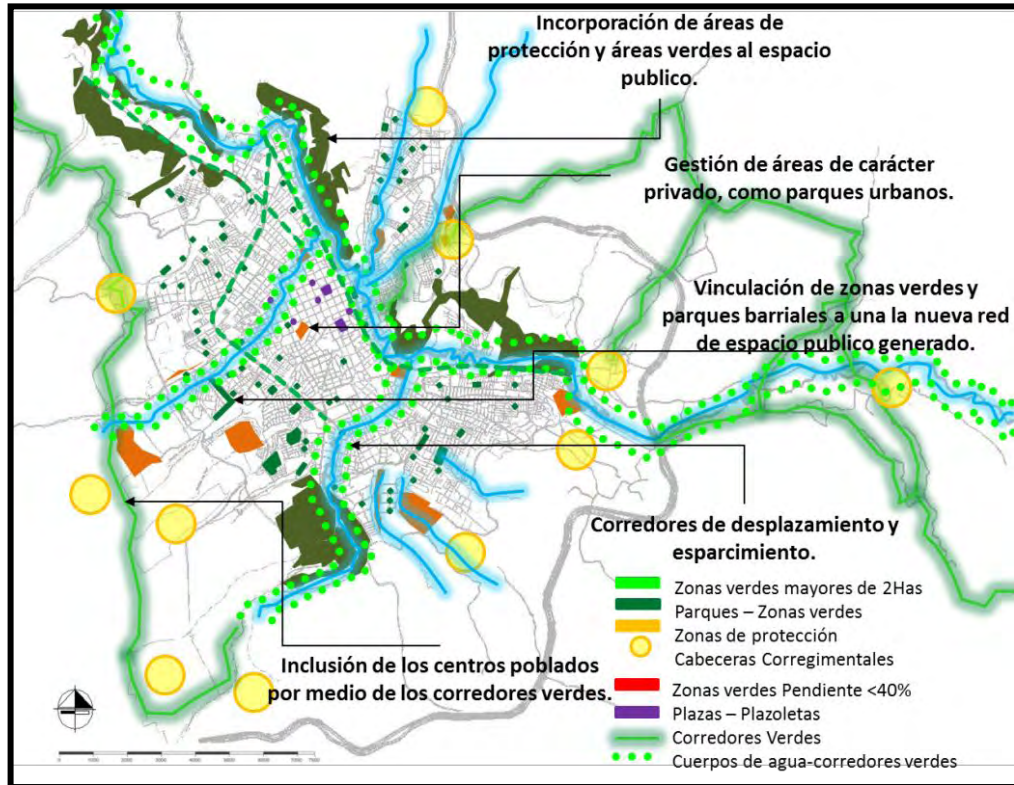 Incorporación de áreas de
protección y áreas verdes al espacio
publico.
Gestión de áreas de carácter
privado, como parques urbanos.
Vinculación de zonas verdes y
parques barriales a una la nueva red
de espacio publico generado.
Corredores de desplazamiento y
esparcimiento.
Inclusión de los centros poblados
por medio de los corredores verdes.
Zonas verdes mayores de 2Has
Parques – Zonas verdes
Zonas de protección
Cabeceras Corregimentales
Zonas verdes Pendiente <40%
Plazas – Plazoletas
Corredores Verdes
Cuerpos de agua-corredores verdes